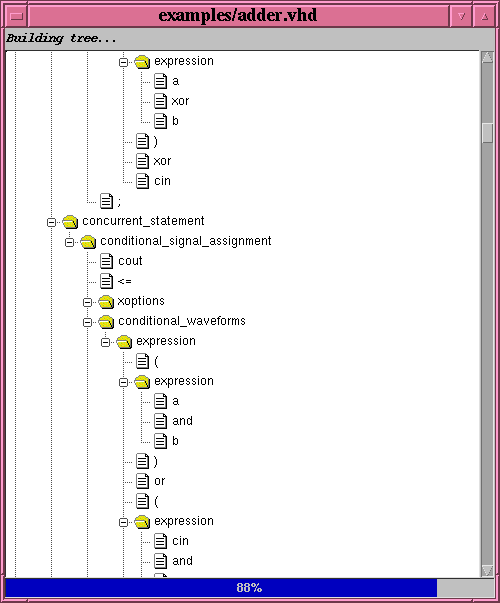 examples/adder.vhd
Building tree...
expression
a
xor
b
)
xor
cin
;
concurrent_statement
conditional_signal_assignment
cout
<=
xoptions
conditional_waveforms
expression
(
expression
a
and
b
)
or
(
expression
cin
and
88%